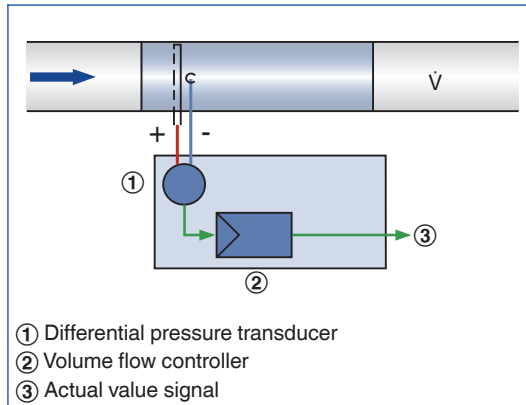 V̇
+ -
①
③
②
① Differential pressure transducer
② Volume flow controller
③ Actual value signal